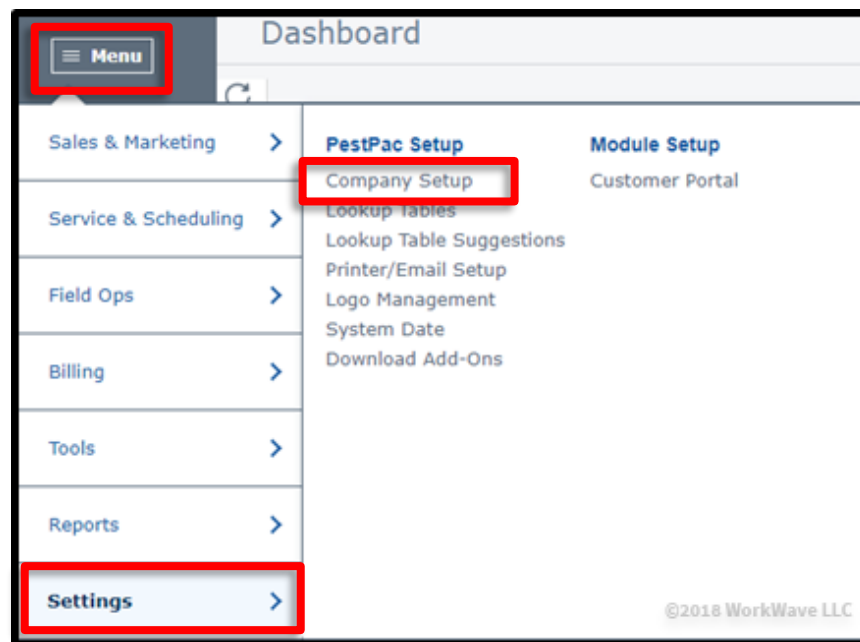 Menu
Dashboard
Sales & Marketing
Service & Scheduling
Field Ops
Billing
Tools
Reports
Settings
PestPac Setup
Company Setup
Lookup Tables
Lookup Table Suggestions
Printer/Email Setup
Logo Management
System Date
Download Add-Ons
Module Setup
Customer Portal
©2018 WorkWave LLC